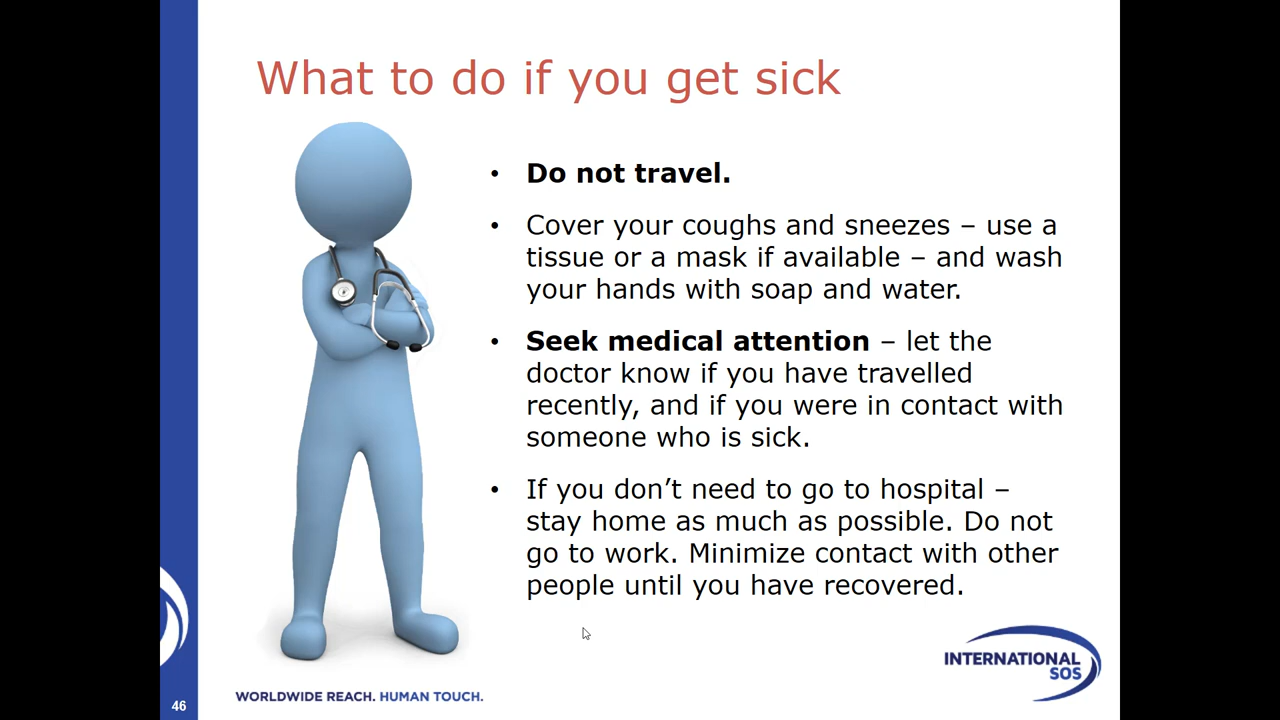 What to do if you get sick
• Do not travel.
• Cover your coughs and sneezes – use a
tissue or a mask if available – and wash
your hands with soap and water.
• Seek medical attention – let the
doctor know if you have travelled
recently, and if you were in contact with
someone who is sick.
• If you don’t need to go to hospital –
stay home as much as possible. Do not
go to work. Minimize contact with other
people until you have recovered.
INTERNATIONAL
SOS
WORLDWIDE REACH. HUMAN TOUCH.
46